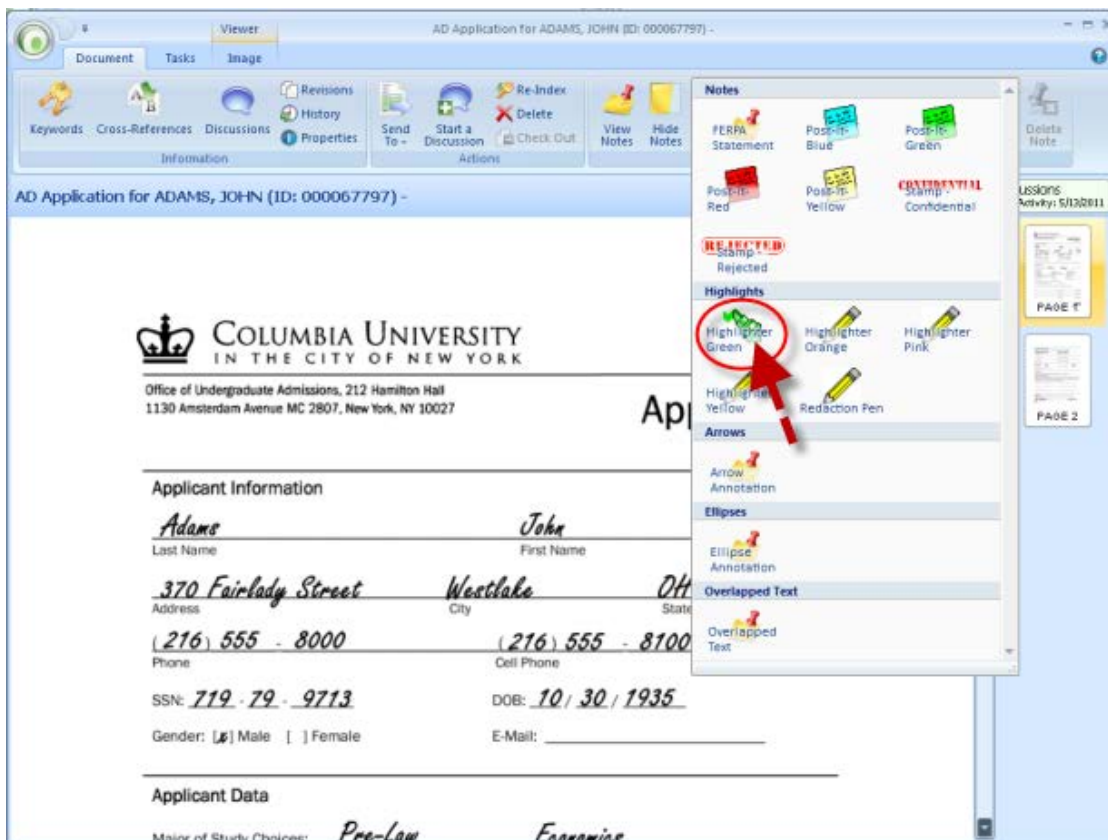 Viewer
AD Application for ADAMS, JOHN (ID: 000067797) -
Document Tasks Image
Keywords Cross-References Discussions
Revisions
History
Properties
Information
Send To
Start a Discussion
Re-Index
Delete
Check Out
Actions
View Notes
Hide Notes
Delete Note
AD Application for ADAMS, JOHN (ID: 000067797) -
ussions
Activity: 5/13/2011
PAGE 1
PAGE 2
Notes
FERPA Statement
Post-It- Blue
Post-It- Green
Post-It- Red
Post-It- Yellow
CONFIDENTIAL
Stamp - Confidential
REJECTED
Stamp - Rejected
Highlights
Highlighter Green
Highlighter Orange
Highlighter Pink
Highlighter Yellow
Redaction Pen
Arrows
Arrow Annotation
Ellipses
Ellipse Annotation
Overlapped Text
Overlapped Text
COLUMBIA UNIVERSITY
IN THE CITY OF NEW YORK
Office of Undergraduate Admissions, 212 Hamilton Hall
1130 Amsterdam Avenue MC 2807, New York, NY 10027
App
Applicant Information
Adams John
Last Name First Name
370 Fairlady Street Westlake OH
Address City State
(216) 555 - 8000 (216) 555 - 8100
Phone Cell Phone
SSN: 719 - 79 - 9713 DOB: 10 / 30 / 1935
Gender: [x] Male [ ] Female E-Mail:
Applicant Data
Major of Study Choices: Pre-Law Economics